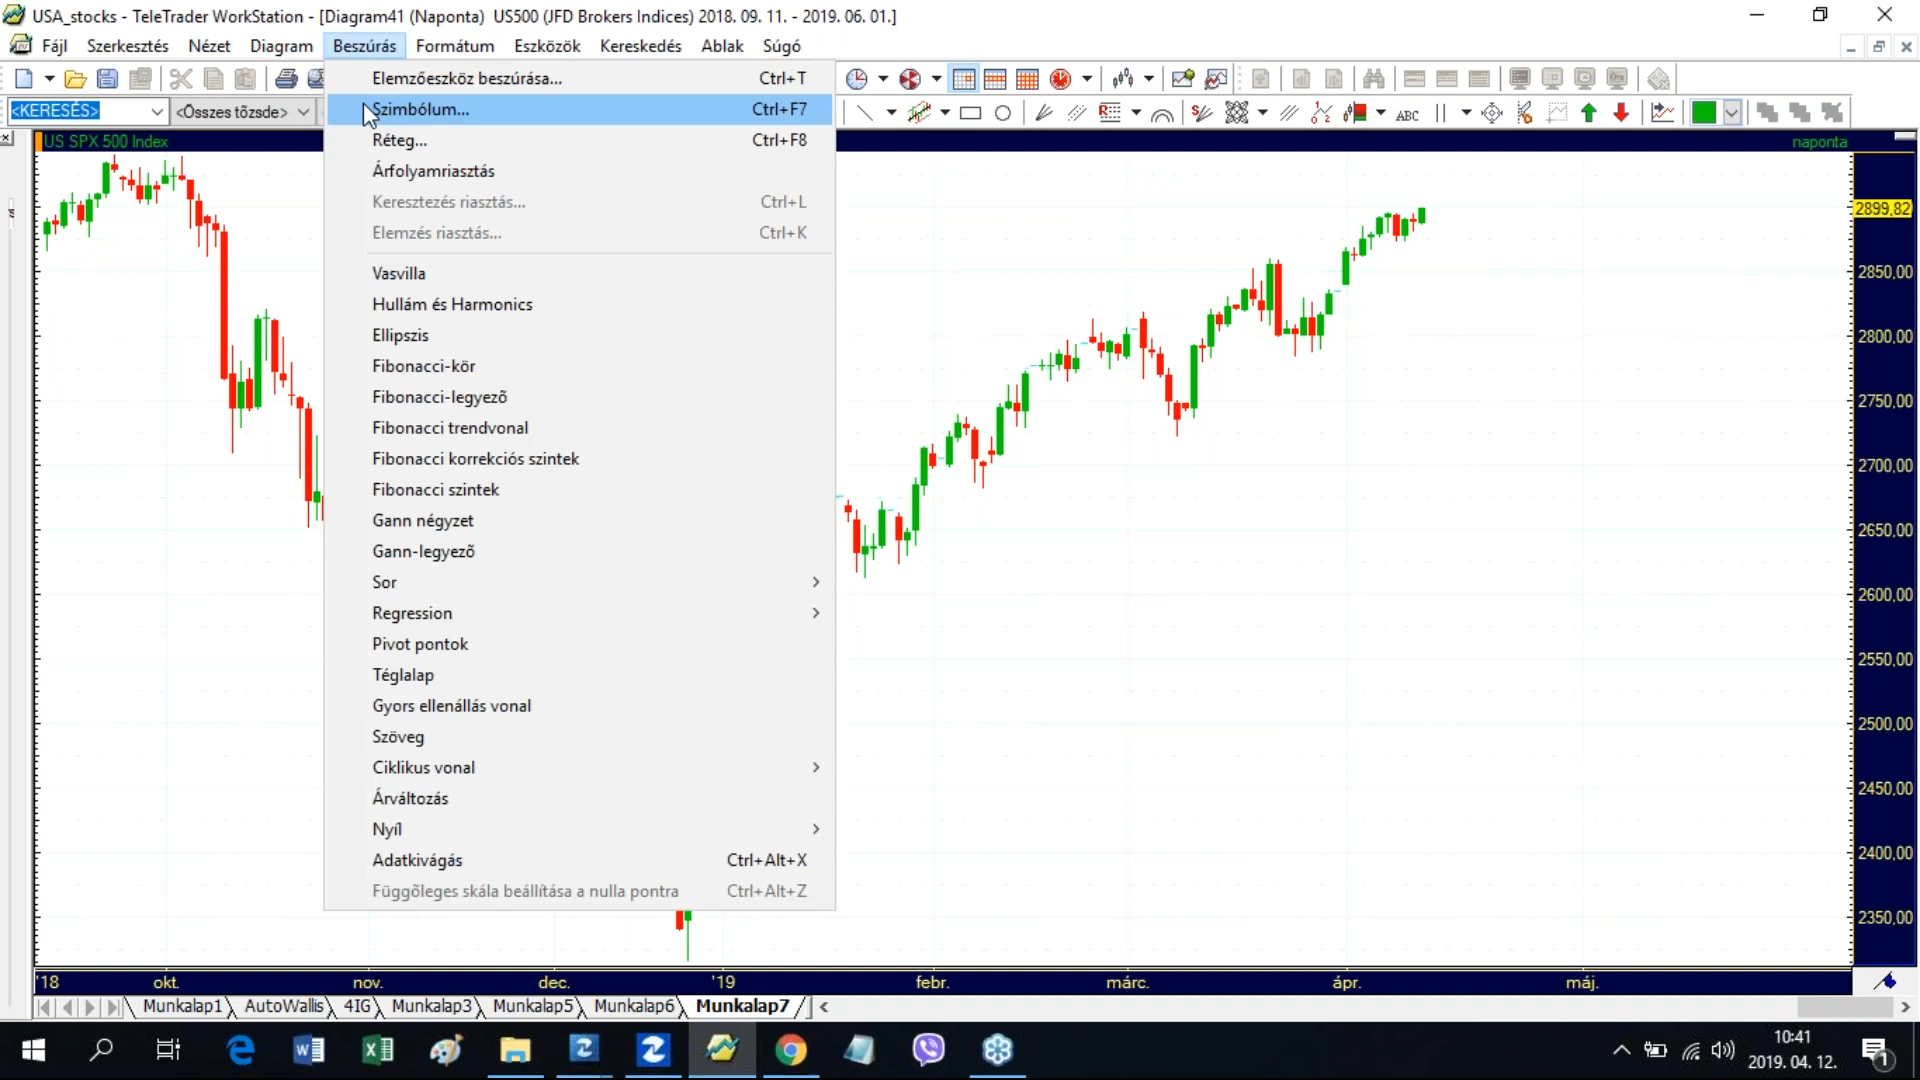 USA_stocks - TeleTrader WorkStation - [Diagram41 (Naponta)  US500 (JFD Brokers Indices) 2018. 09. 11. - 2019. 06. 01.]
Fájl Szerkesztés Nézet Diagram Beszúrás Formátum Eszközök Kereskedés Ablak Súgó
<KERESÉS> <Összes tőzsde> ABC
US SPX 500 Index naponta
Elemzőeszköz beszúrása... Ctrl+T
Szimbólum... Ctrl+F7
Réteg... Ctrl+F8
Árfolyamriasztás
Keresztezés riasztás... Ctrl+L
Elemzés riasztás... Ctrl+K
Vasvilla
Hullám és Harmonics
Ellipszis
Fibonacci-kör
Fibonacci-legyező
Fibonacci trendvonal
Fibonacci korrekciós szintek
Fibonacci szintek
Gann négyzet
Gann-legyező
Sor
Regression
Pivot pontok
Téglalap
Gyors ellenállás vonal
Szöveg
Ciklikus vonal
Árváltozás
Nyíl
Adatkivágás Ctrl+Alt+X
Függőleges skála beállítása a nulla pontra Ctrl+Alt+Z
2899,82
2850,00
2800,00
2750,00
2700,00
2650,00
2600,00
2550,00
2500,00
2450,00
2400,00
2350,00
'18 okt. nov. dec. '19 febr. márc. ápr. máj.
Munkalap1 AutoWallis 4IG Munkalap3 Munkalap5 Munkalap6 Munkalap7
10:41
2019. 04. 12.
1